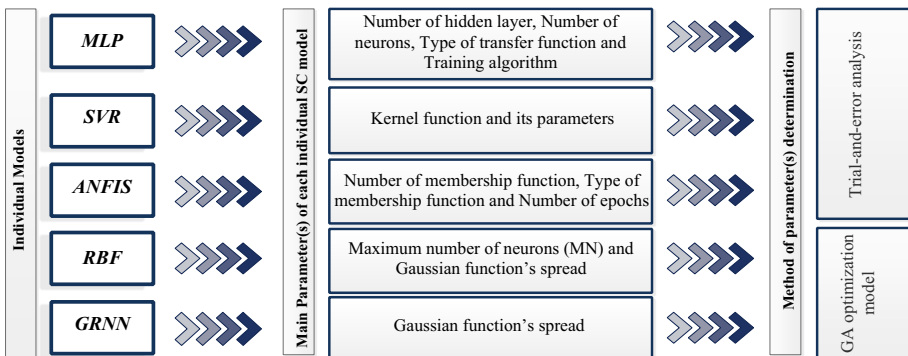 Individual Models
MLP
SVR
ANFIS
RBF
GRNN
Main Parameter(s) of each individual SC model
Number of hidden layer, Number of
neurons, Type of transfer function and
Training algorithm
Kernel function and its parameters
Number of membership function, Type of
membership function and Number of epochs
Maximum number of neurons (MN) and
Gaussian function's spread
Gaussian function's spread
Method of parameter(s) determination
Trial-and-error analysis
GA optimization
model